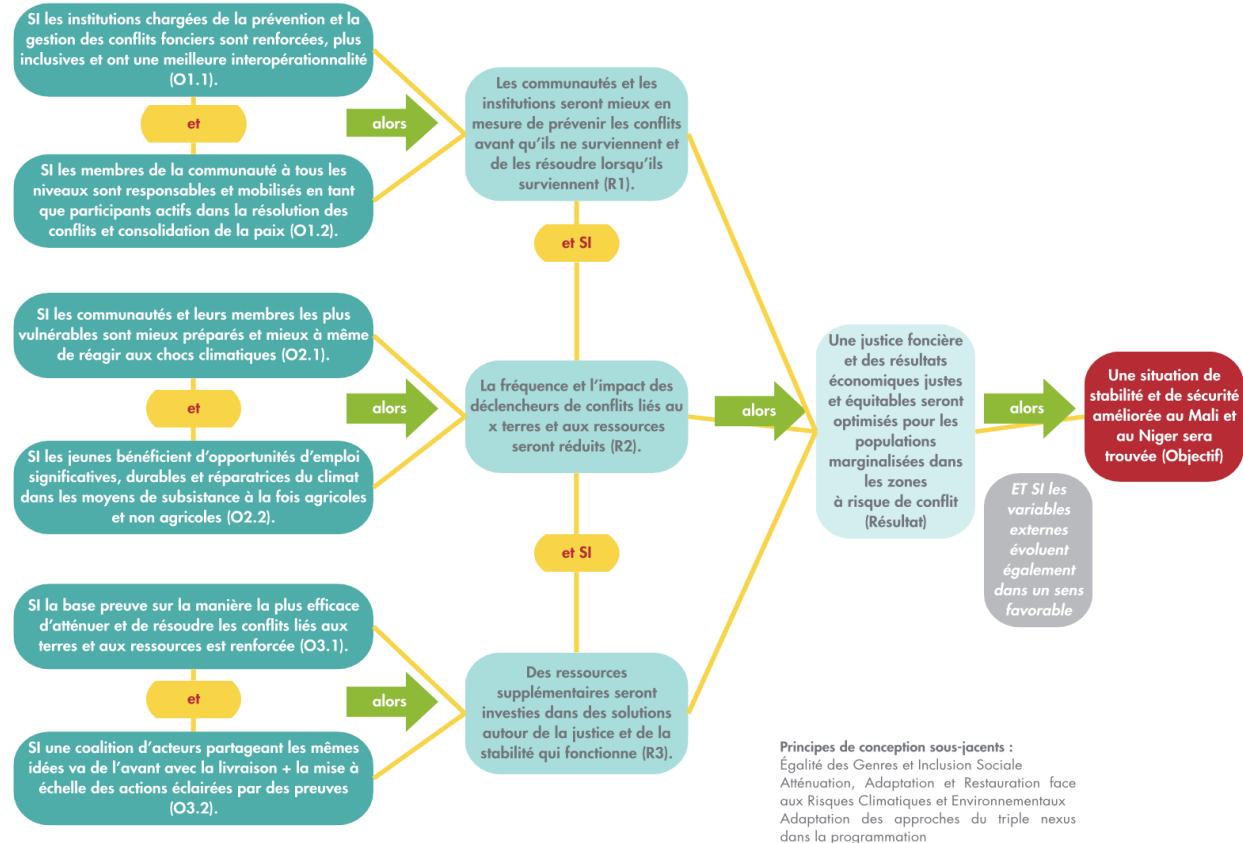 SI les institutions chargées de la prévention et la
gestion des conflits fonciers sont renforcées, plus
inclusives et ont une meilleure interopérationnalité
(O1.1).
et
SI les membres de la communauté à tous les
niveaux sont responsables et mobilisés en tant
que participants actifs dans la résolution des
conflits et consolidation de la paix (O1.2).
alors
Les communautés et les
institutions seront mieux en
mesure de prévenir les conflits
avant qu'ils ne surviennent et
de les résoudre lorsqu'ils
surviennent (R1).
et SI
SI les communautés et leurs membres les plus
vulnérables sont mieux préparés et mieux à même
de réagir aux chocs climatiques (O2.1).
et
SI les jeunes bénéficient d'opportunités d'emploi
significatives, durables et réparatrices du climat
dans les moyens de subsistance à la fois agricoles
et non agricoles (O2.2).
alors
La fréquence et l'impact des
déclencheurs de conflits liés au
x terres et aux ressources
seront réduits (R2).
et SI
SI la base preuve sur la manière la plus efficace
d'atténuer et de résoudre les conflits liés aux
terres et aux ressources est renforcée (O3.1).
et
SI une coalition d'acteurs partageant les mêmes
idées va de l'avant avec la livraison + la mise à
échelle des actions éclairées par des preuves
(O3.2).
alors
Des ressources
supplémentaires seront
investies dans des solutions
autour de la justice et de la
stabilité qui fonctionne (R3).
alors
Une justice foncière
et des résultats
économiques justes
et équitables seront
optimisés pour les
populations
marginalisées dans
les zones
à risque de conflit
(Résultat)
alors
ET SI les
variables
externes
évoluent
également
dans un sens
favorable
Une situation de
stabilité et de sécurité
améliorée au Mali et
au Niger sera
trouvée (Objectif)
Principes de conception sous-jacents :
Égalité des Genres et Inclusion Sociale
Atténuation, Adaptation et Restauration face
aux Risques Climatiques et Environnementaux
Adaptation des approches du triple nexus
dans la programmation